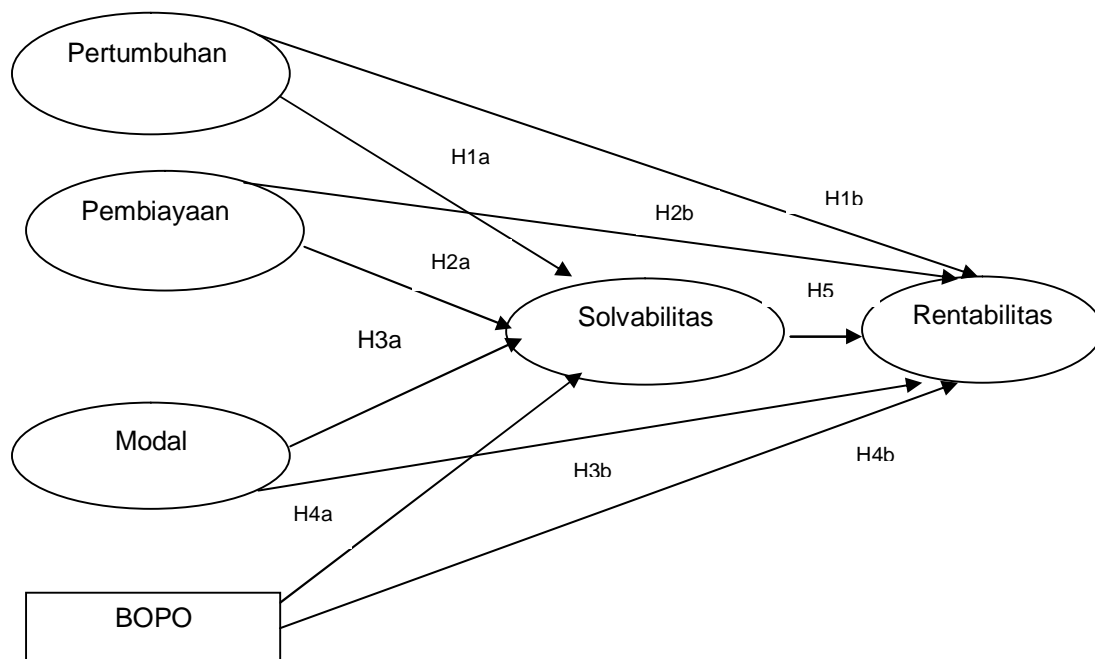 Pertumbuhan
H1a
Pembiayaan
H1b
H2b
H2a
Solvabilitas
H5
Rentabilitas
H3a
Modal
H3b
H4b
H4a
BOPO